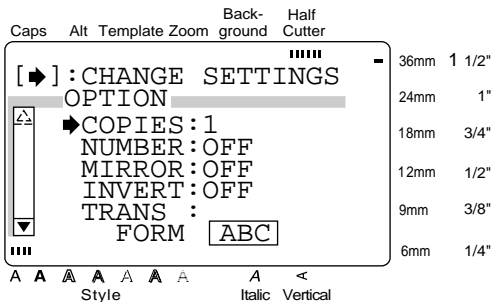 Back- Half
Caps Alt Template Zoom ground Cutter
[➡]:CHANGE SETTINGS
OPTION
➡COPIES:1
NUMBER:OFF
MIRROR:OFF
INVERT:OFF
TRANS :
FORM ABC
36mm 1 1/2"
24mm 1"
18mm 3/4"
12mm 1/2"
9mm 3/8"
6mm 1/4"
A A A A A A A A A
Style Italic Vertical